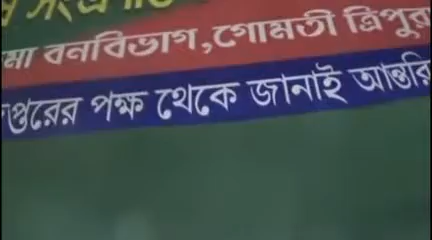 সংক্রা
মা বনবিভাগ,গোমতী ত্রিপুর
পুরের পক্ষ থেকে জানাই আন্তরি